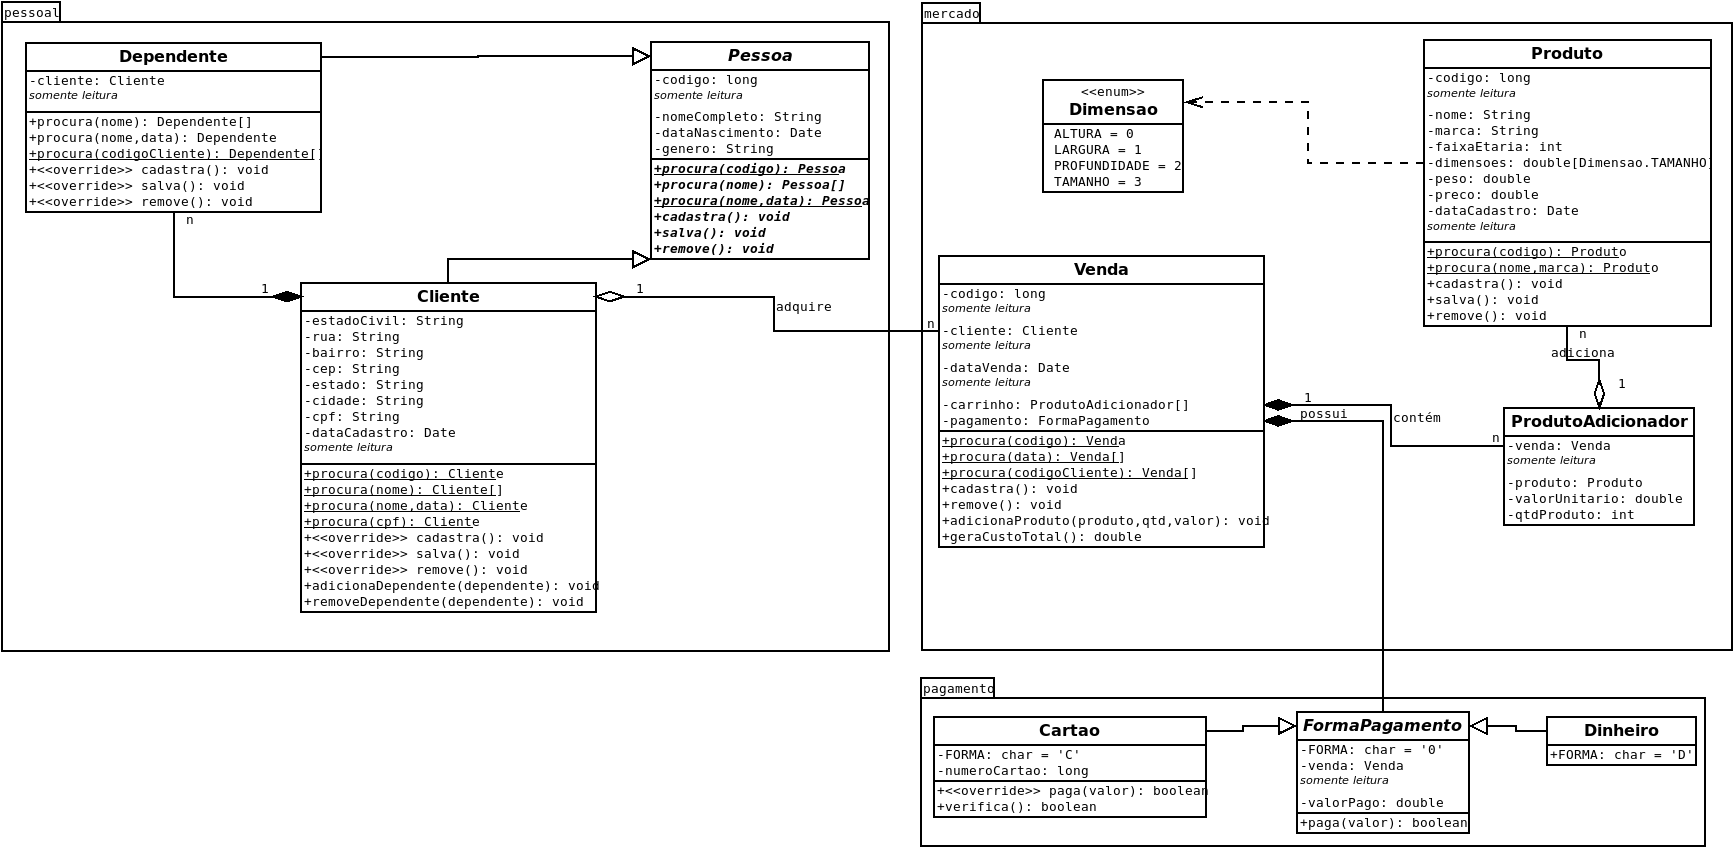 pessoal
Dependente
-cliente: Cliente
somente leitura
+procura(nome): Dependente[]
+procura(nome,data): Dependente
+procura(codigoCliente): Dependente[]
+<<override>> cadastra(): void
+<<override>> salva(): void
+<<override>> remove(): void
Pessoa
-codigo: long
somente leitura
-nomeCompleto: String
-dataNascimento: Date
-genero: String
+procura(codigo): Pessoa
+procura(nome): Pessoa[]
+procura(nome,data): Pessoa
+cadastra(): void
+salva(): void
+remove(): void
n
1
Cliente
-estadoCivil: String
-rua: String
-bairro: String
-cep: String
-estado: String
-cidade: String
-cpf: String
-dataCadastro: Date
somente leitura
+procura(codigo): Cliente
+procura(nome): Cliente[]
+procura(nome,data): Cliente
+procura(cpf): Cliente
+<<override>> cadastra(): void
+<<override>> salva(): void
+<<override>> remove(): void
+adicionaDependente(dependente): void
+removeDependente(dependente): void
1
adquire
n
mercado
<<enum>>
Dimensao
ALTURA = 0
LARGURA = 1
PROFUNDIDADE = 2
TAMANHO = 3
Produto
-codigo: long
somente leitura
-nome: String
-marca: String
-faixaEtaria: int
-dimensoes: double[Dimensao.TAMANHO]
-peso: double
-preco: double
-dataCadastro: Date
somente leitura
+procura(codigo): Produto
+procura(nome,marca): Produto
+cadastra(): void
+salva(): void
+remove(): void
n
adiciona
1
Venda
-codigo: long
somente leitura
-cliente: Cliente
somente leitura
-dataVenda: Date
somente leitura
-carrinho: ProdutoAdicionador[]
-pagamento: FormaPagamento
+procura(codigo): Venda
+procura(data): Venda[]
+procura(codigoCliente): Venda[]
+cadastra(): void
+remove(): void
+adicionaProduto(produto,qtd,valor): void
+geraCustoTotal(): double
1
possui
contém
n
ProdutoAdicionador
-venda: Venda
somente leitura
-produto: Produto
-valorUnitario: double
-qtdProduto: int
pagamento
Cartao
-FORMA: char = 'C'
-numeroCartao: long
+<<override>> paga(valor): boolean
+verifica(): boolean
FormaPagamento
-FORMA: char = '0'
-venda: Venda
somente leitura
-valorPago: double
+paga(valor): boolean
Dinheiro
+FORMA: char = 'D'